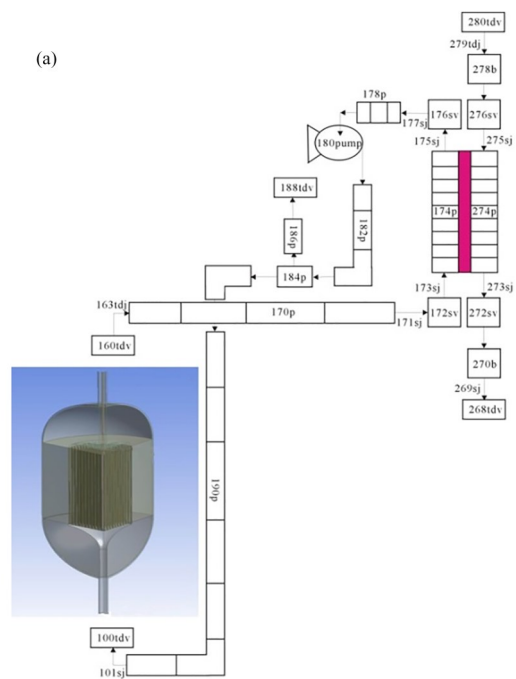 280tdv
279tdj
278b
(a)
178p
176sv
276sv
177sj
175sj
275sj
180pump
188tdv
174p
274p
186p
182p
184p
163tdj
173sj
273sj
170p
172sv
272sv
171sj
160tdv
270b
269sj
268tdv
190p
100tdv
101sj